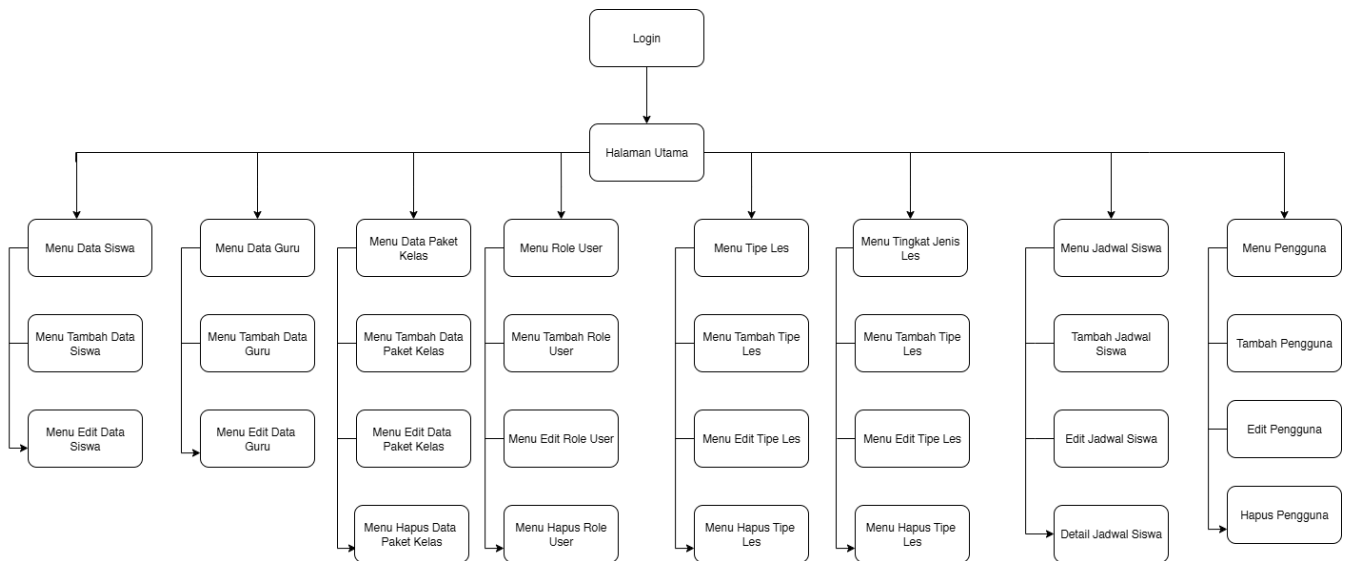 Login
Halaman Utama
Menu Data Siswa
Menu Data Guru
Menu Data Paket
Kelas
Menu Role User
Menu Tipe Les
Menu Tingkat Jenis
Les
Menu Jadwal Siswa
Menu Pengguna
Menu Tambah Data
Siswa
Menu Tambah Data
Guru
Menu Tambah Data
Paket Kelas
Menu Tambah Role
User
Menu Tambah Tipe
Les
Menu Tambah Tipe
Les
Tambah Jadwal
Siswa
Tambah Pengguna
Menu Edit Data
Siswa
Menu Edit Data
Guru
Menu Edit Data
Paket Kelas
Menu Edit Role User
Menu Edit Tipe Les
Menu Edit Tipe Les
Edit Jadwal Siswa
Edit Pengguna
Menu Hapus Data
Paket Kelas
Menu Hapus Role
User
Menu Hapus Tipe
Les
Menu Hapus Tipe
Les
Detail Jadwal Siswa
Hapus Pengguna